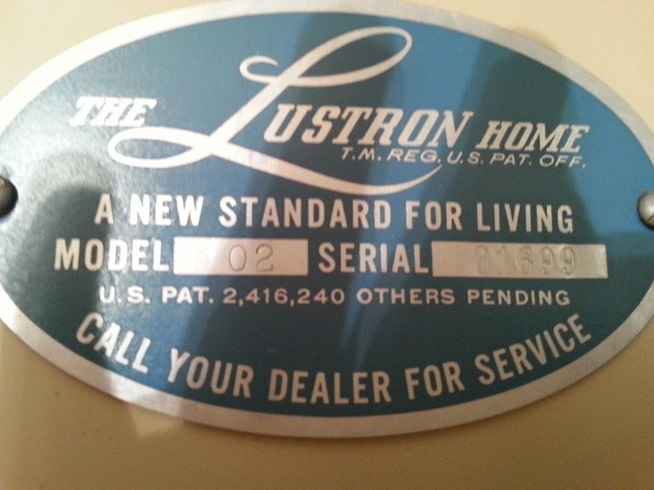 THE LUSTRON HOME
T.M. REG. U.S. PAT. OFF.
A NEW STANDARD FOR LIVING
MODEL 02 SERIAL 01699
U.S. PAT. 2,416,240 OTHERS PENDING
CALL YOUR DEALER FOR SERVICE